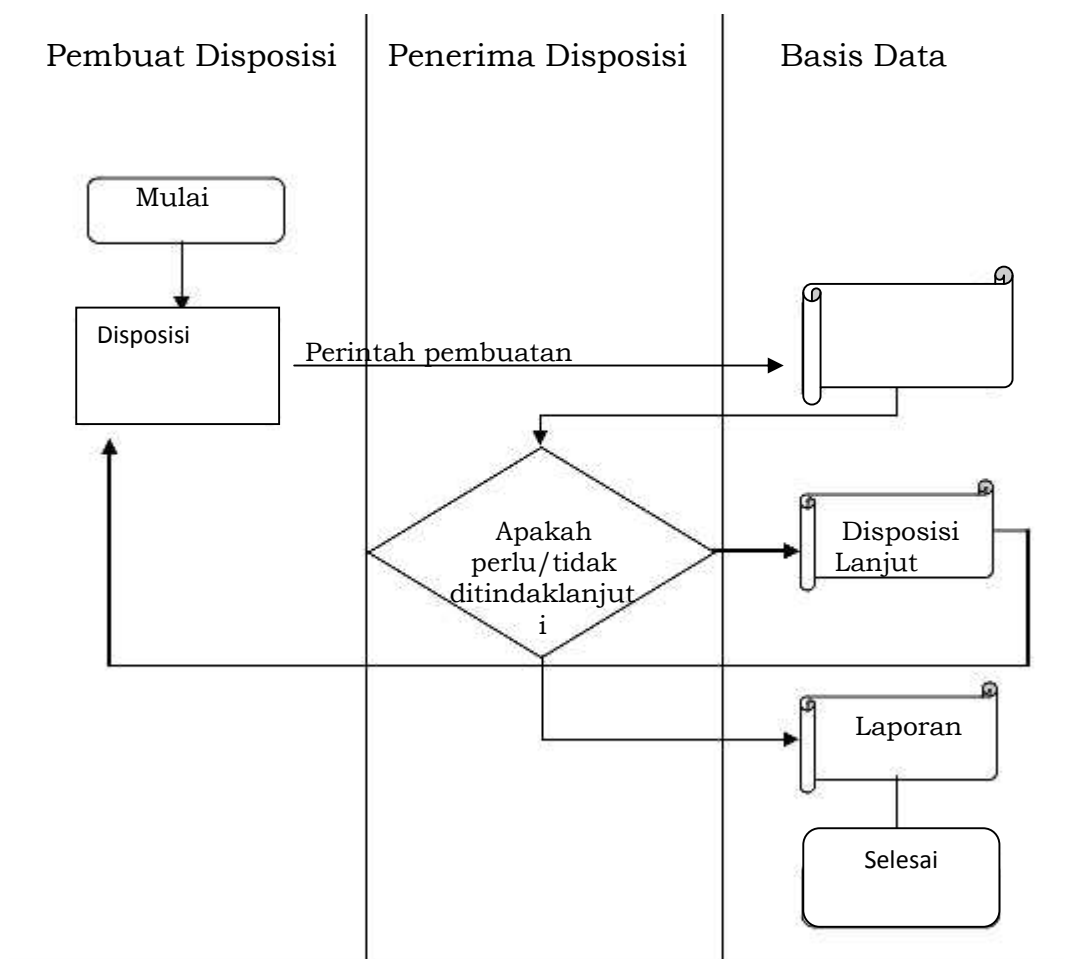 Pembuat Disposisi
Penerima Disposisi
Basis Data
Mulai
Disposisi
Perintah pembuatan
Apakah
perlu/tidak
ditindaklanjut
i
Disposisi
Lanjut
Laporan
Selesai